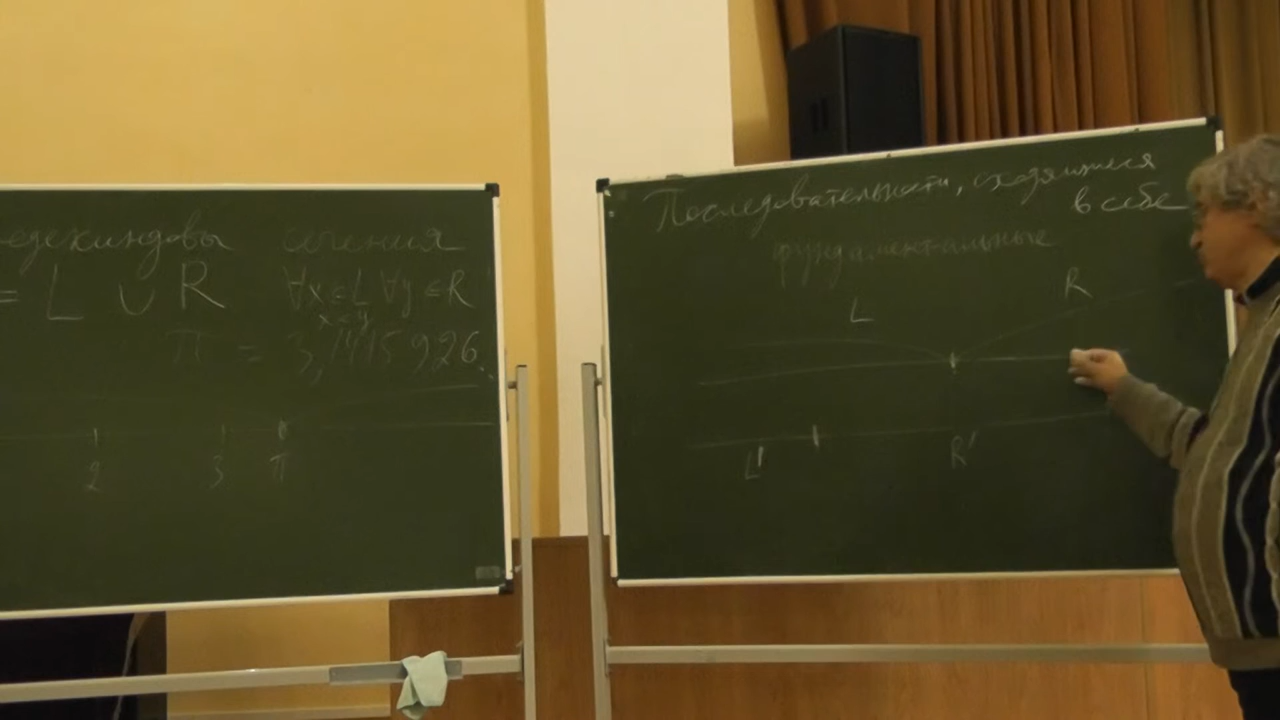 едекиндовы сечения
= L ∪ R ∀x∈L ∀y∈R
x<y
π = 3,1415926...
2 3 π
Последовательности, сходящиеся
в себе
фундаментальные
L R
L' R'